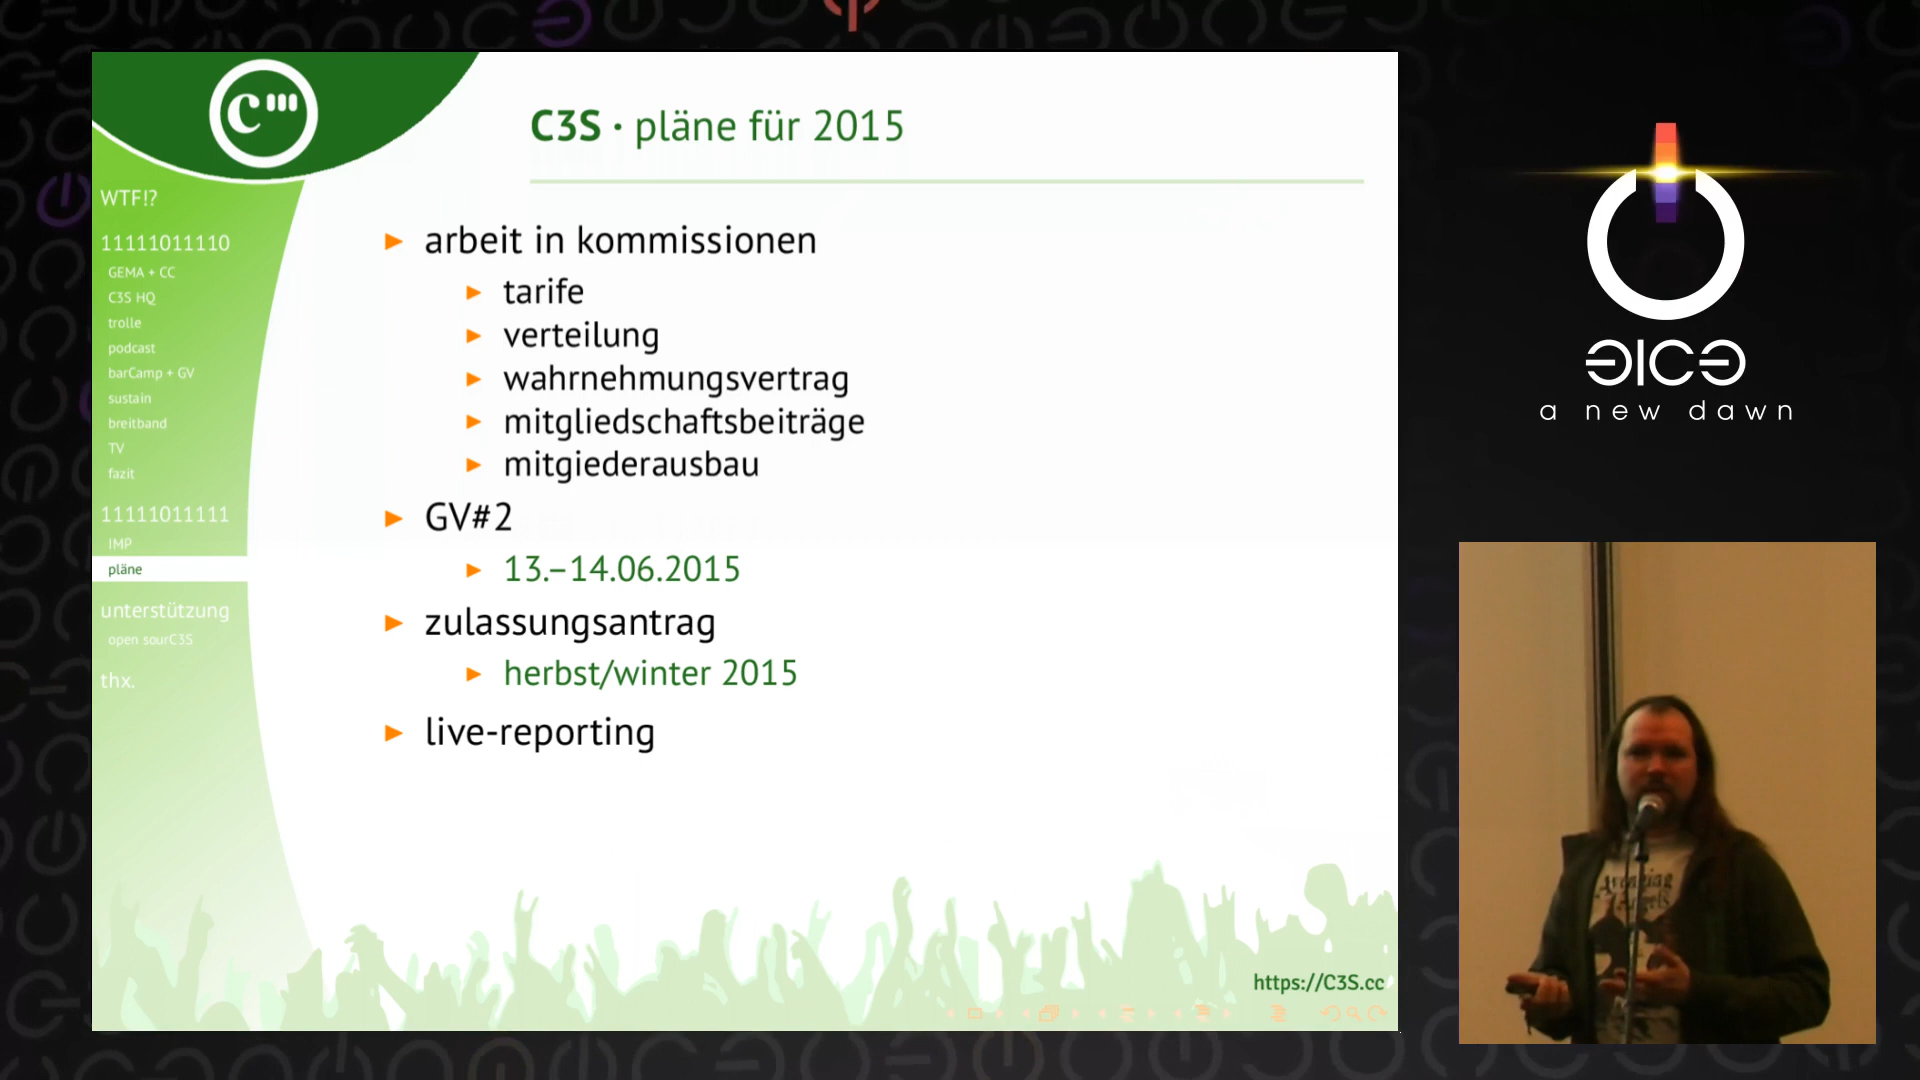 C3S · pläne für 2015
WTF!?
11111011110
GEMA + CC
C3S HQ
trolle
podcast
barCamp + GV
sustain
breitband
TV
fazit
11111011111
IMP
pläne
unterstützung
open sourC3S
thx.
arbeit in kommissionen
tarife
verteilung
wahrnehmungsvertrag
mitgliedschaftsbeiträge
mitgiederausbau
GV#2
13.–14.06.2015
zulassungsantrag
herbst/winter 2015
live-reporting
https://C3S.cc
a new dawn
Avenging
Angels